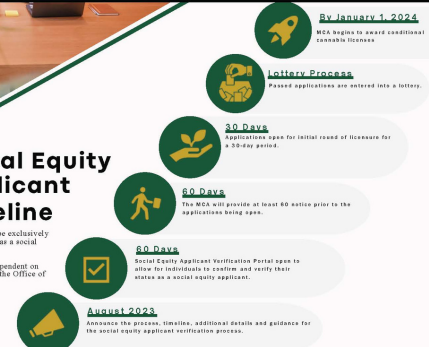 By January 1, 2024
MCA begins to award conditional
cannabis licenses
Lottery Process
Passed applications are entered into a lottery.
30 Days
Applications open for initial round of licensure for
a 30-day period.
al Equity
licant
eline
60 Days
The MCA will provide at least 60 notice prior to the
applications being open.
be exclusively
as a social
pendent on
the Office of
60 Days
Social Equity Applicant Verification Portal open to
allow for individuals to confirm and verify their
status as a social equity applicant.
August 2023
Announce the process, timeline, additional details and guidance for
the social equity applicant verification process.